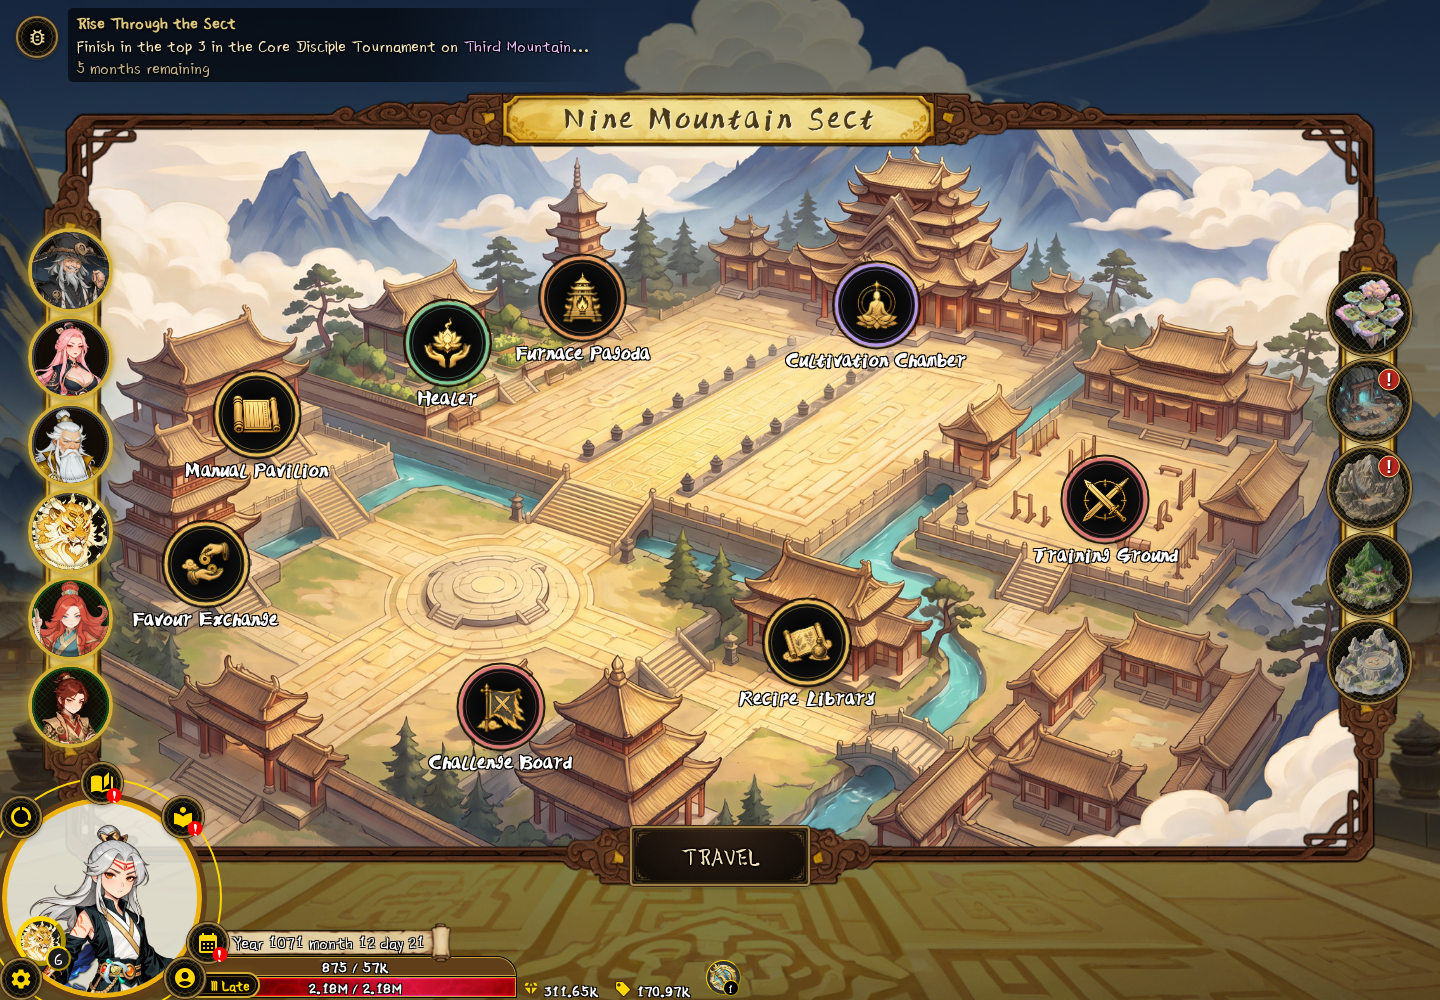 Rise Through the Sect
Finish in the top 3 in the Core Disciple Tournament on Third Mountain...
5 months remaining
Nine Mountain Sect
Furnace Pagoda
Cultivation Chamber
Healer
Manual Pavilion
Training Ground
Favour Exchange
Recipe Library
Challenge Board
TRAVEL
Year 1071 month 12 day 21
875 / 57k
6
III Late
2.18M / 2.18M
311.65k
170.97k
1